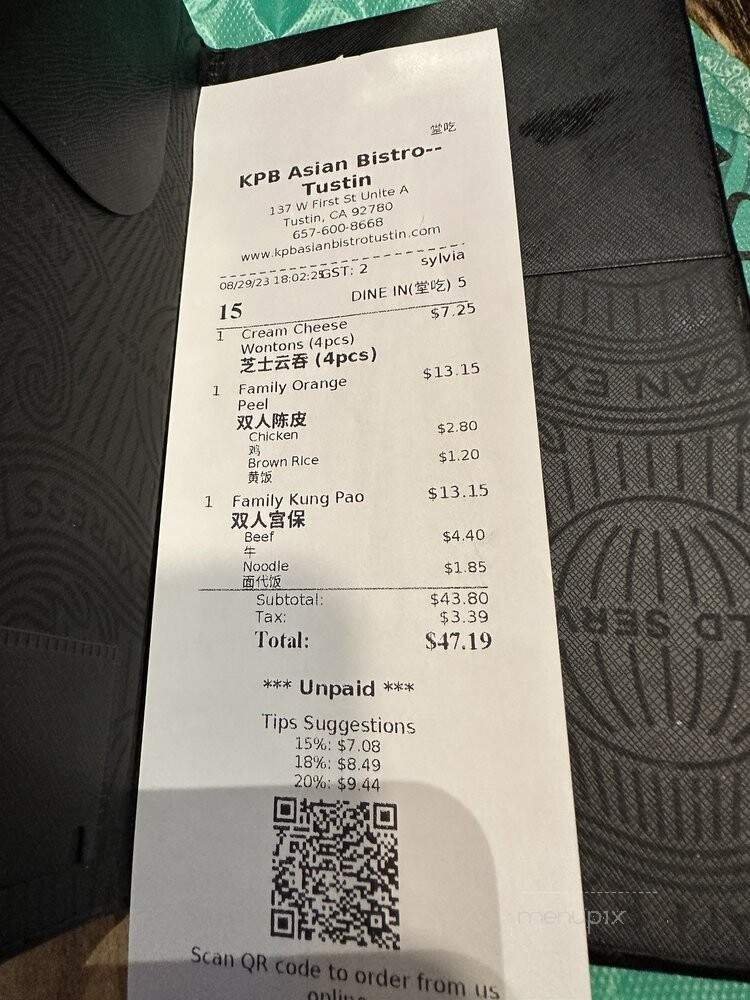 堂吃
KPB Asian Bistro--
Tustin
137 W First St Unite A
Tustin, CA 92780
657-600-8668
www.kpbasianbistrotustin.com
08/29/23 18:02:25 GST: 2 sylvia
15 DINE IN(堂吃) 5
1 Cream Cheese $7.25
Wontons (4pcs)
芝士云吞 (4pcs)
1 Family Orange $13.15
Peel
双人陈皮
Chicken $2.80
鸡
Brown Rice $1.20
黄饭
1 Family Kung Pao $13.15
双人宫保
Beef $4.40
牛
Noodle $1.85
面代饭
Subtotal: $43.80
Tax: $3.39
Total: $47.19
*** Unpaid ***
Tips Suggestions
15%: $7.08
18%: $8.49
20%: $9.44
Scan QR code to order from us
online
menupix